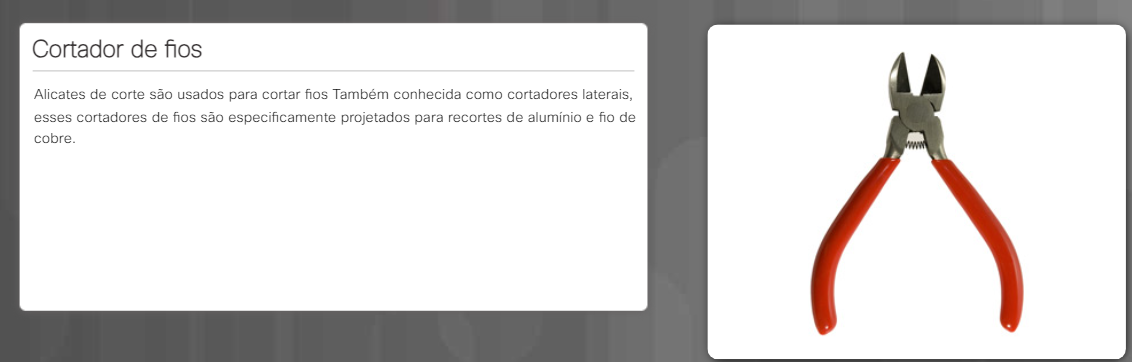 Cortador de fios
Alicates de corte são usados para cortar fios Também conhecida como cortadores laterais,
esses cortadores de fios são especificamente projetados para recortes de alumínio e fio de
cobre.